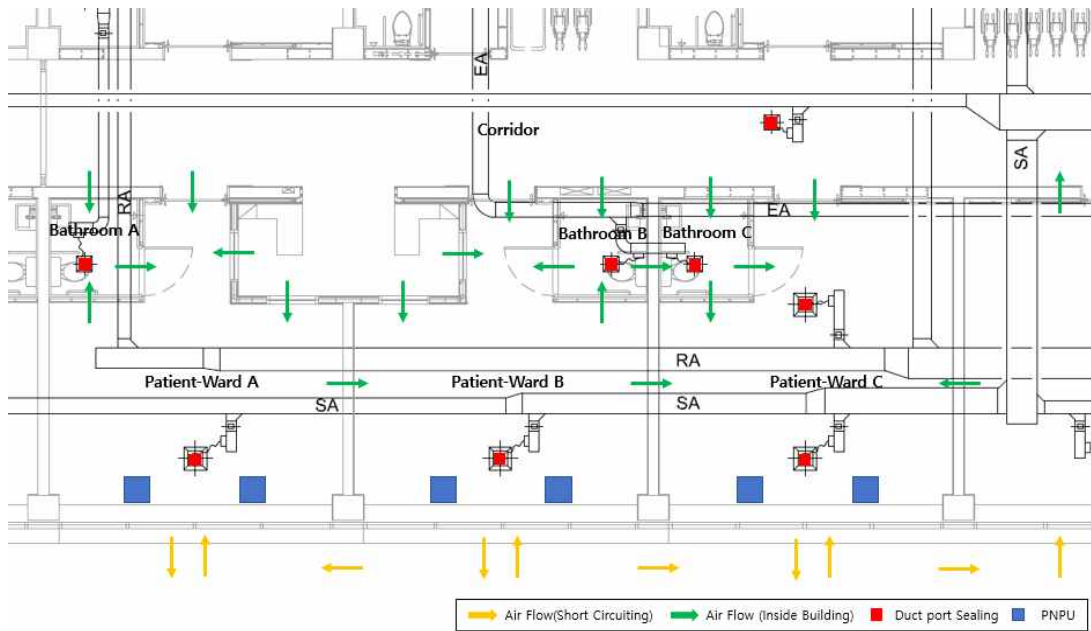 EA
Corridor
SA
RA
EA
Bathroom A
Bathroom B
Bathroom C
RA
Patient-Ward A
Patient-Ward B
Patient-Ward C
SA
SA
Air Flow(Short Circuiting)
Air Flow (Inside Building)
Duct port Sealing
PNPU